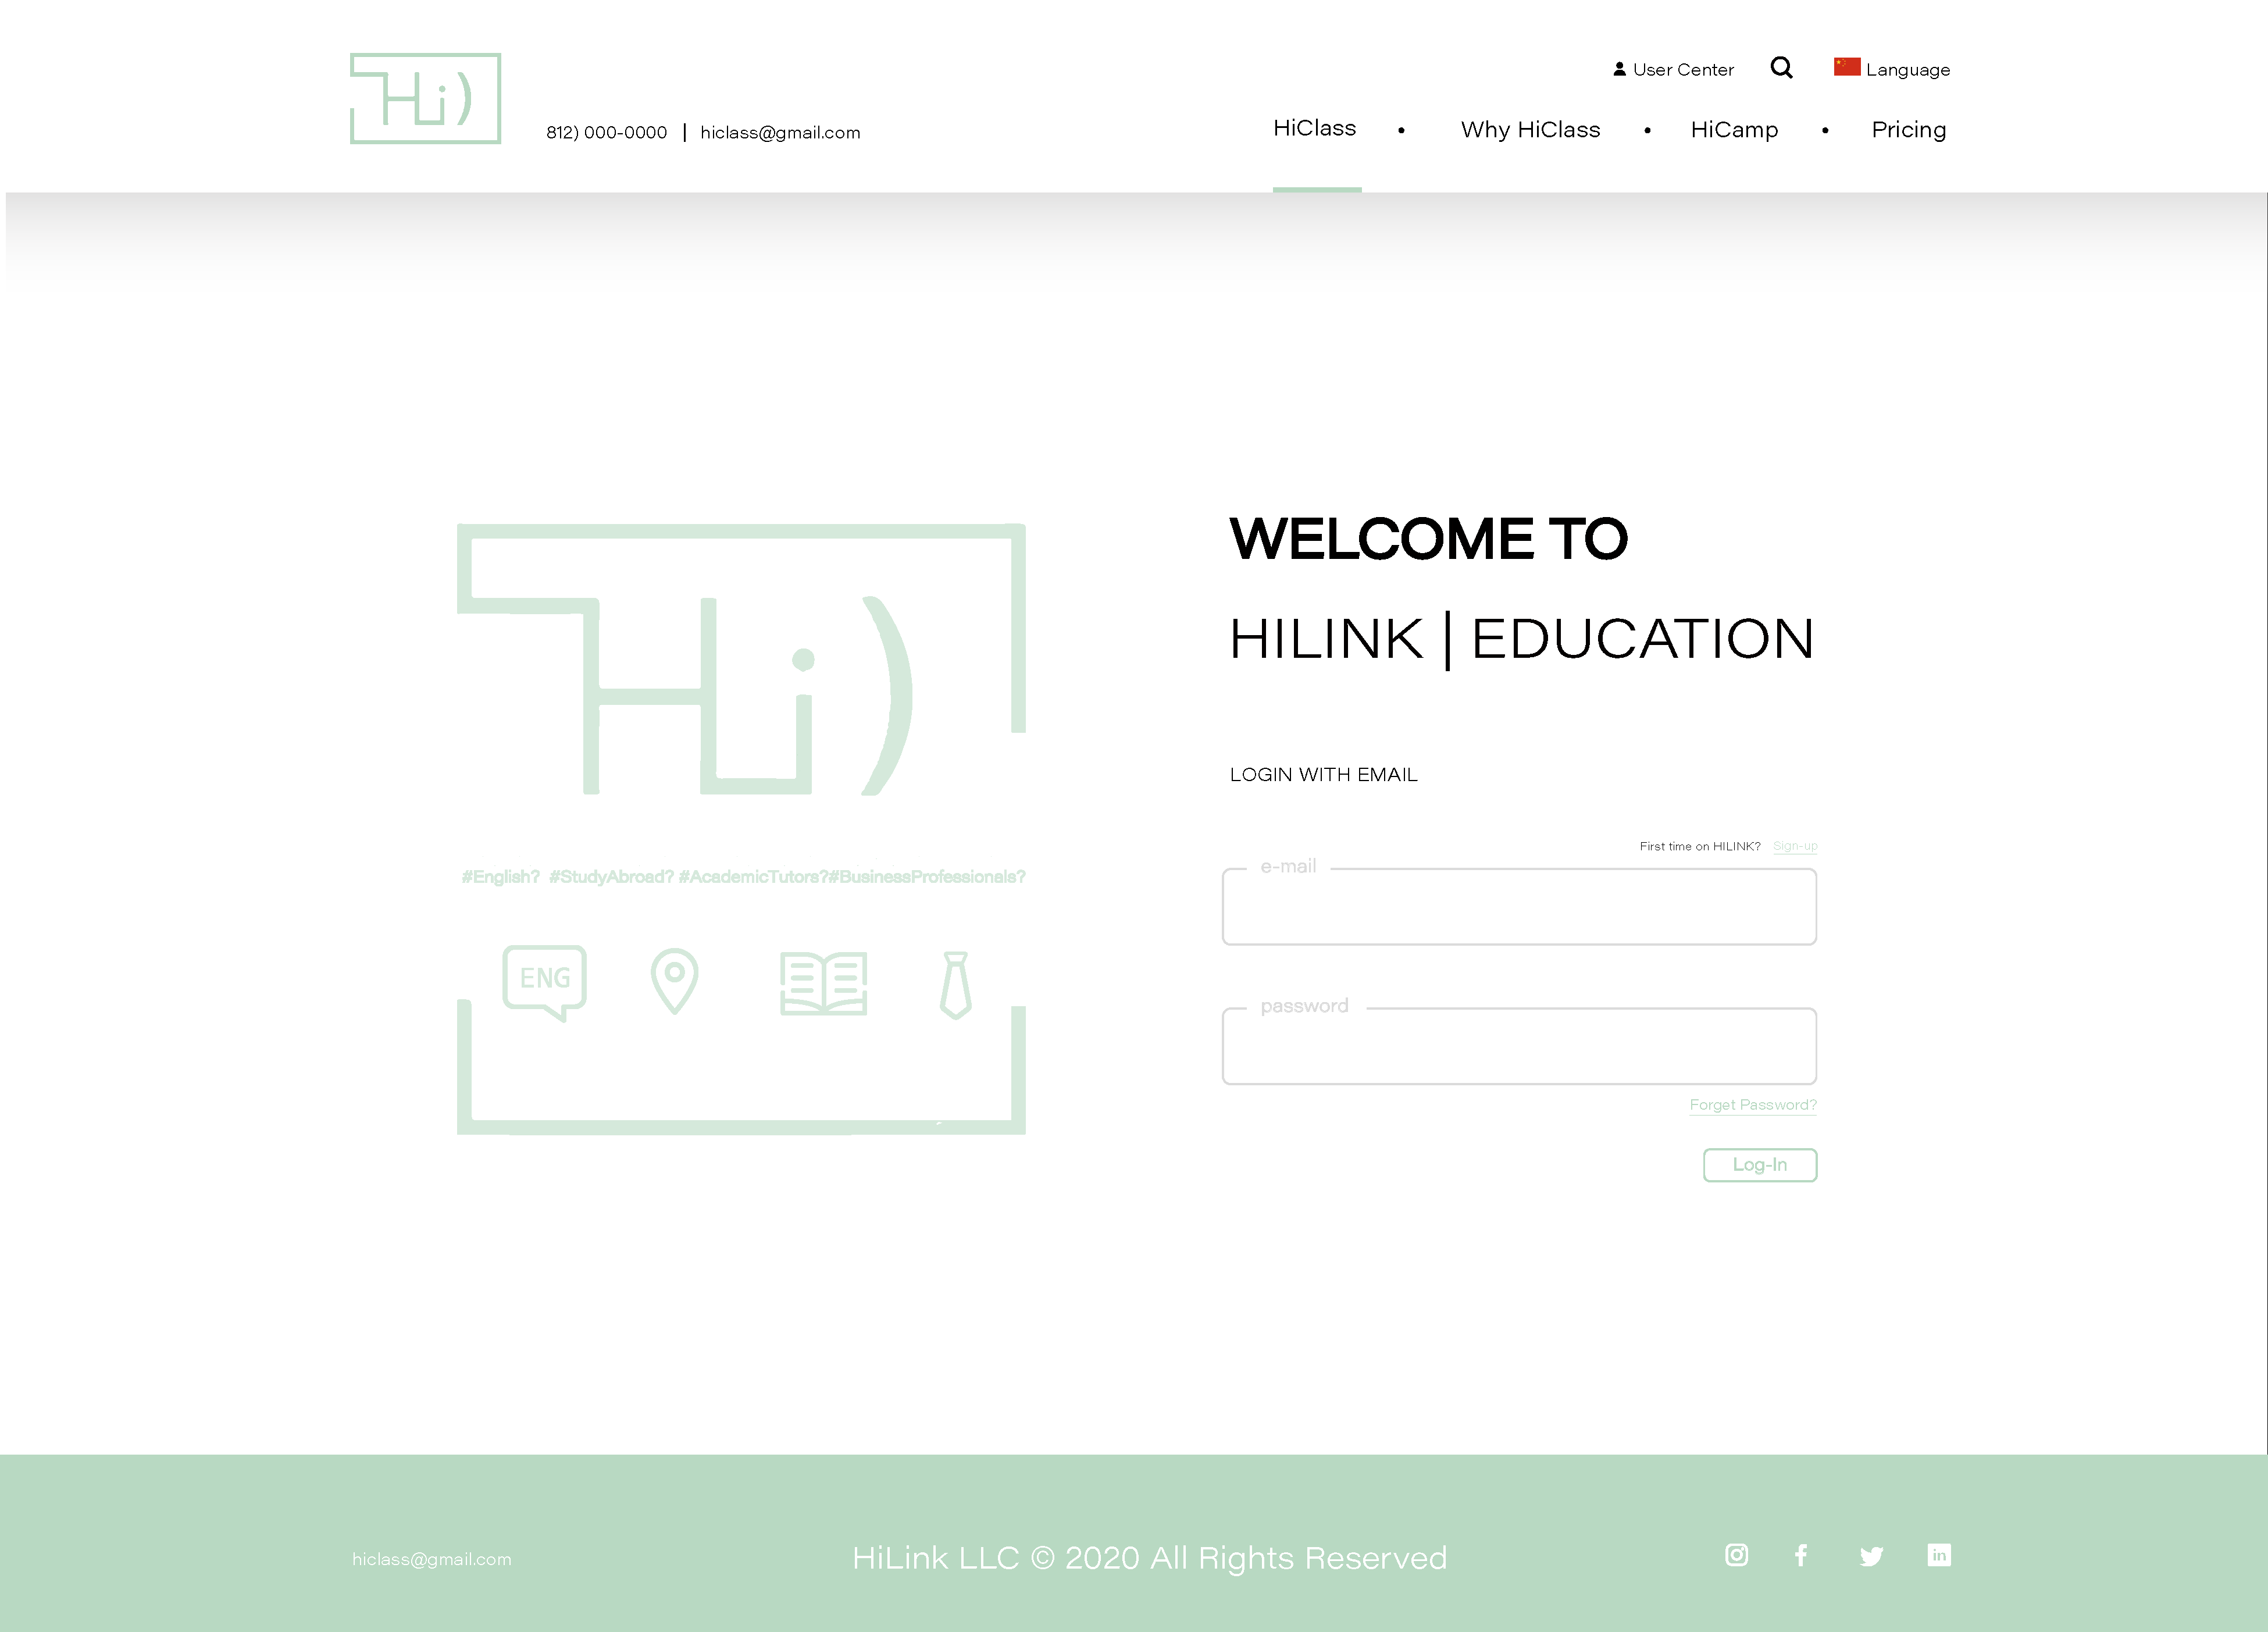 User Center Language
Hi)
812) 000-0000 | hiclass@gmail.com
HiClass • Why HiClass • HiCamp • Pricing
Hi)
#English? #StudyAbroad? #AcademicTutors?#BusinessProfessionals?
ENG
WELCOME TO
HILINK | EDUCATION
LOGIN WITH EMAIL
First time on HILINK? Sign-up
e-mail
password
Forget Password?
Log-In
hiclass@gmail.com
HiLink LLC © 2020 All Rights Reserved
in